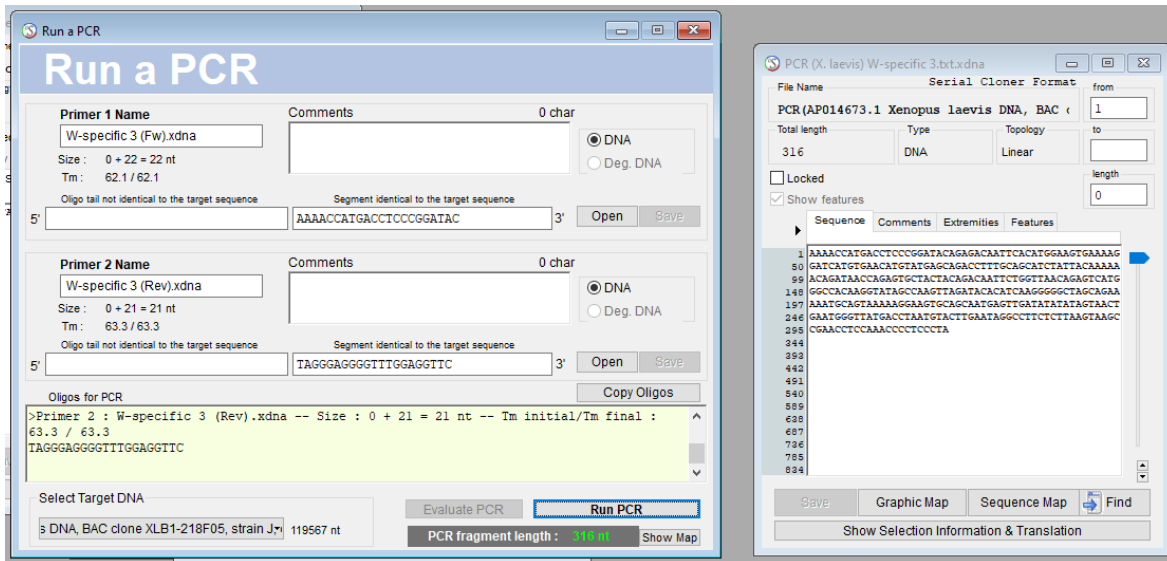 Run a PCR
Run a PCR
Primer 1 Name
Comments
0 char
W-specific 3 (Fw).xdna
DNA
Deg. DNA
Size : 0 + 22 = 22 nt
Tm : 62.1 / 62.1
Oligo tail not identical to the target sequence
Segment identical to the target sequence
5'
AAAACCATGACCTCCCGGATAC
3'
Open
Save
Primer 2 Name
Comments
0 char
W-specific 3 (Rev).xdna
DNA
Deg. DNA
Size : 0 + 21 = 21 nt
Tm : 63.3 / 63.3
Oligo tail not identical to the target sequence
Segment identical to the target sequence
5'
TAGGGAGGGGTTTGGAGGTTC
3'
Open
Save
Oligos for PCR
Copy Oligos
>Primer 2 : W-specific 3 (Rev).xdna -- Size : 0 + 21 = 21 nt -- Tm initial/Tm final :
63.3 / 63.3
TAGGGAGGGGTTTGGAGGTTC
Select Target DNA
s DNA, BAC clone XLB1-218F05, strain J
119567 nt
Evaluate PCR
Run PCR
PCR fragment length : 316 nt
Show Map
PCR (X. laevis) W-specific 3.txt.xdna
File Name
Serial Cloner Format
from
PCR(AP014673.1 Xenopus laevis DNA, BAC c
1
Total length
Type
Topology
to
316
DNA
Linear
Locked
length
Show features
0
Sequence
Comments
Extremities
Features
1 AAAACCATGACCTCCCGGATACAGAGACAATTCACATGGAAGTGAAAAG
50 GATCATGTGAACATGTATGAGCAGACCTTTGCAGCATCTATTACAAAAA
99 ACAGATAACCAGAGTGCTACTACAGACAATTCTGGTTAACAGAGTCATG
148 GGCCACAAGGTATAGCCAAGTTAGATACACATCAAGGGGGCTAGCAGAA
197 AAATGCAGTAAAAAGGAAGTGCAGCAATGAGTTGATATATATAGTAACT
246 GAATGGGTTATGACCTAATGTACTTGAATAGGCCTTCTCTTAAGTAAGC
295 CGAACCTCCAAACCCCTCCCTA
344
393
442
491
540
589
638
687
736
785
834
Save
Graphic Map
Sequence Map
Find
Show Selection Information & Translation